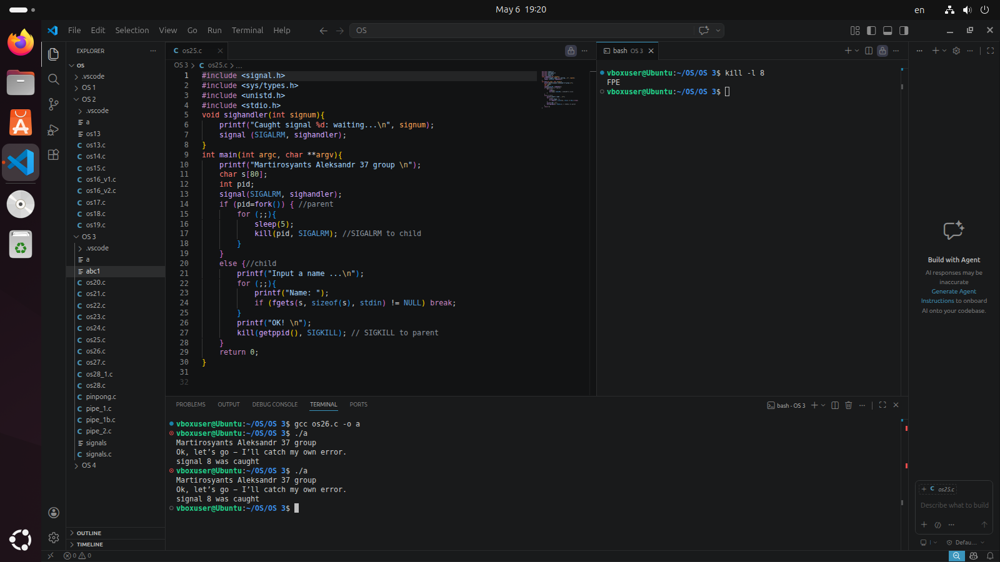 May 6 19:20
en
File Edit Selection View Go Run Terminal Help
OS
EXPLORER
OS
.vscode
OS 1
OS 2
.vscode
a
os13
os13.c
os14.c
os15.c
os16_v1.c
os16_v2.c
os17.c
os18.c
os19.c
OS 3
.vscode
a
abc1
os20.c
os21.c
os22.c
os23.c
os24.c
os25.c
os26.c
os27.c
os28_1.c
os28.c
pinpong.c
pipe_1.c
pipe_1b.c
pipe_2.c
signals
signals.c
OS 4
OUTLINE
TIMELINE
os25.c
OS 3 > os25.c > ...
1 #include <signal.h>
2 #include <sys/types.h>
3 #include <unistd.h>
4 #include <stdio.h>
5 void sighandler(int signum){
6 printf("Caught signal %d: waiting...\n", signum);
7 signal (SIGALRM, sighandler);
8 }
9 int main(int argc, char **argv){
10 printf("Martirosyants Aleksandr 37 group \n");
11 char s[80];
12 int pid;
13 signal(SIGALRM, sighandler);
14 if (pid=fork()) { //parent
15 for (;;){
16 sleep(5);
17 kill(pid, SIGALRM); //SIGALRM to child
18 }
19 }
20 else {//child
21 printf("Input a name ...\n");
22 for (;;){
23 printf("Name: ");
24 if (fgets(s, sizeof(s), stdin) != NULL) break;
25 }
26 printf("OK! \n");
27 kill(getppid(), SIGKILL); // SIGKILL to parent
28 }
29 return 0;
30 }
31
32
bash OS 3
vboxuser@Ubuntu:~/OS/OS 3$ kill -l 8
FPE
vboxuser@Ubuntu:~/OS/OS 3$
PROBLEMS OUTPUT DEBUG CONSOLE TERMINAL PORTS
bash - OS 3
vboxuser@Ubuntu:~/OS/OS 3$ gcc os26.c -o a
vboxuser@Ubuntu:~/OS/OS 3$ ./a
Martirosyants Aleksandr 37 group
Ok, let’s go – I’ll catch my own error.
signal 8 was caught
vboxuser@Ubuntu:~/OS/OS 3$ ./a
Martirosyants Aleksandr 37 group
Ok, let’s go – I’ll catch my own error.
signal 8 was caught
vboxuser@Ubuntu:~/OS/OS 3$
Build with Agent
AI responses may be
inaccurate
Generate Agent
Instructions to onboard
AI onto your codebase.
os25.c
Describe what to build
Defau...
0 0